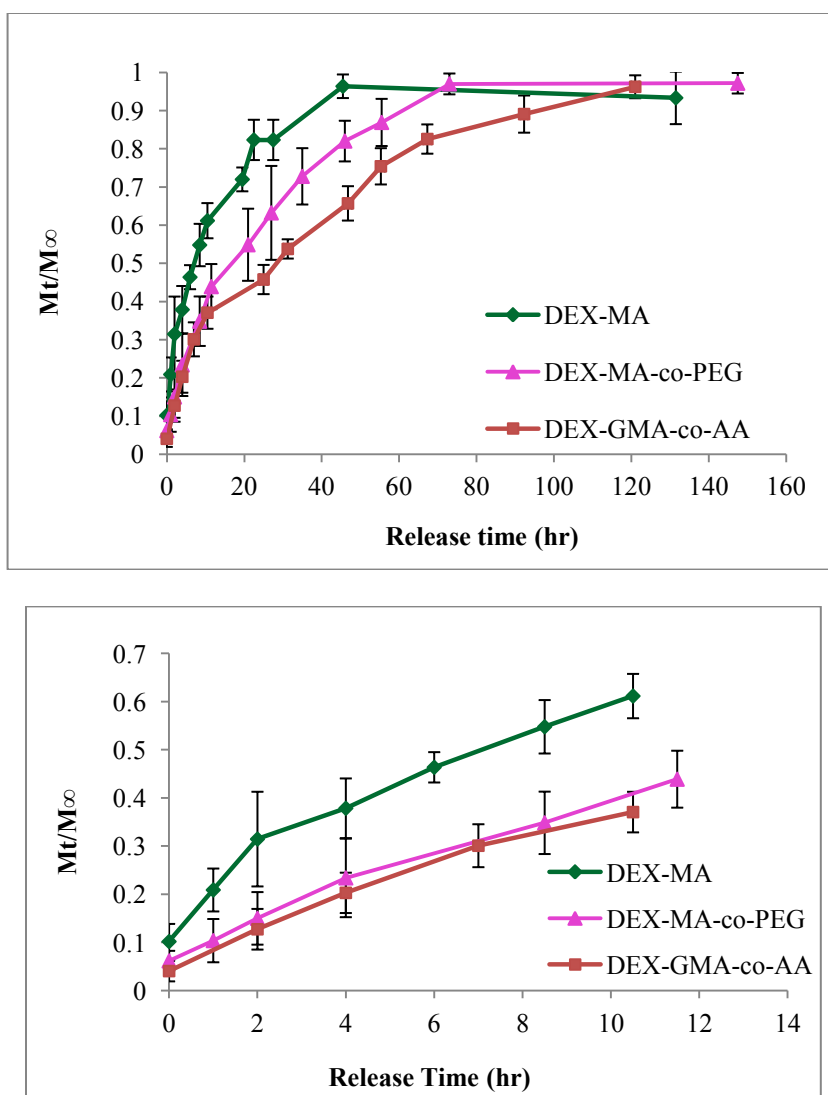 1
0.9
0.8
0.7
0.6
0.5
0.4
0.3
0.2
0.1
0
Mt/M∞
DEX-MA
DEX-MA-co-PEG
DEX-GMA-co-AA
0 20 40 60 80 100 120 140 160
Release time (hr)
0.7
0.6
0.5
0.4
0.3
0.2
0.1
0
Mt/M∞
DEX-MA
DEX-MA-co-PEG
DEX-GMA-co-AA
0 2 4 6 8 10 12 14
Release Time (hr)